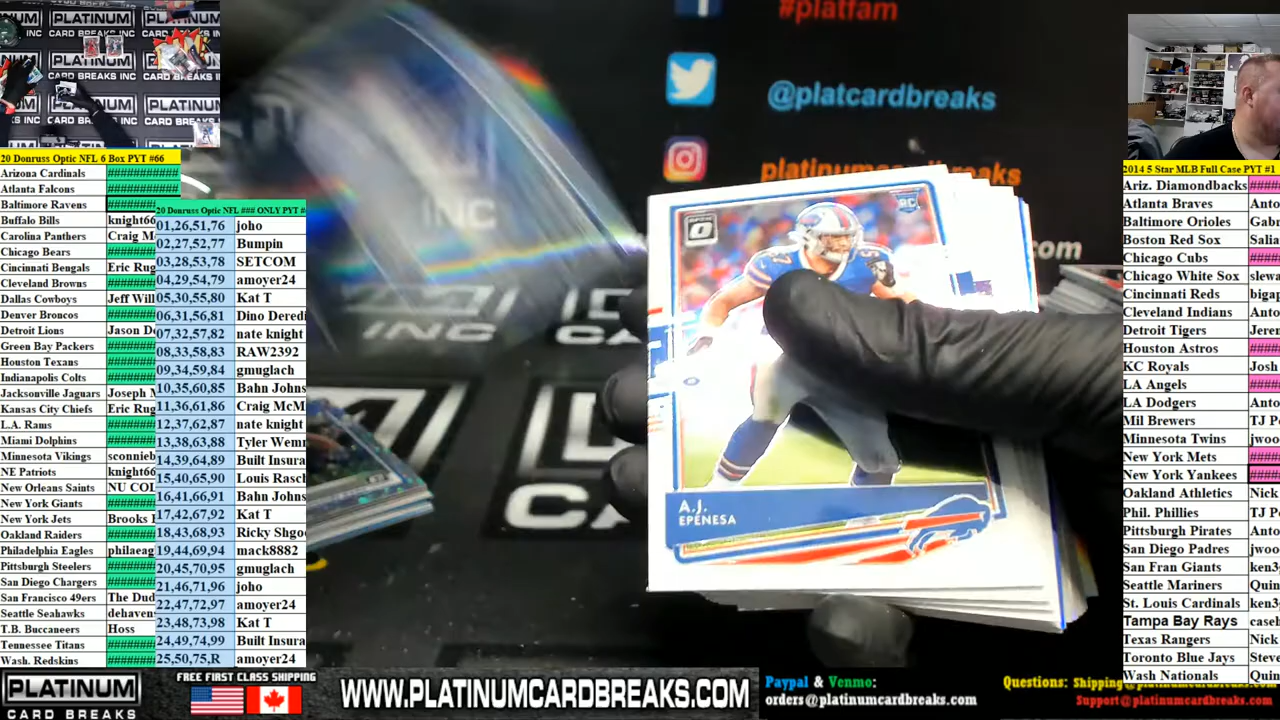 PLATINUM
CARD BREAKS INC
#platfam
@platcardbreaks
20 Donruss Optic NFL 6 Box PYT #66
Arizona Cardinals ###########
Atlanta Falcons ###########
Baltimore Ravens ########
Buffalo Bills knight66
Carolina Panthers Craig M
Chicago Bears ########
Cincinnati Bengals Eric Rug
Cleveland Browns ########
Dallas Cowboys Jeff Will
Denver Broncos ########
Detroit Lions Jason D
Green Bay Packers ########
Houston Texans ########
Indianapolis Colts ########
Jacksonville Jaguars Joseph M
Kansas City Chiefs Eric Rug
L.A. Rams ########
Miami Dolphins ########
Minnesota Vikings sconnieb
NE Patriots knight66
New Orleans Saints NU COL
New York Giants ########
New York Jets Brooks
Oakland Raiders ########
Philadelphia Eagles philaeag
Pittsburgh Steelers ########
San Diego Chargers ########
San Francisco 49ers The Dud
Seattle Seahawks dehaven
T.B. Buccaneers Hoss
Tennessee Titans ########
Wash. Redskins ########
20 Donruss Optic NFL ### ONLY PYT #
01,26,51,76 joho
02,27,52,77 Bumpin
03,28,53,78 SETCOM
04,29,54,79 amoyer24
05,30,55,80 Kat T
06,31,56,81 Dino Deredi
07,32,57,82 nate knight
08,33,58,83 RAW2392
09,34,59,84 gmuglach
10,35,60,85 Bahn Johns
11,36,61,86 Craig McM
12,37,62,87 nate knight
13,38,63,88 Tyler Wemm
14,39,64,89 Built Insura
15,40,65,90 Louis Rasch
16,41,66,91 Bahn Johns
17,42,67,92 Kat T
18,43,68,93 Ricky Shgo
19,44,69,94 mack8882
20,45,70,95 gmuglach
21,46,71,96 joho
22,47,72,97 amoyer24
23,48,73,98 Kat T
24,49,74,99 Built Insura
25,50,75,R amoyer24
OPTIC
RC
A.J.
EPENESA
2014 5 Star MLB Full Case PYT #1
Ariz. Diamondbacks ####
Atlanta Braves Anto
Baltimore Orioles Gabr
Boston Red Sox Salia
Chicago Cubs ####
Chicago White Sox slewa
Cincinnati Reds bigap
Cleveland Indians Anto
Detroit Tigers Jerer
Houston Astros ####
KC Royals Josh
LA Angels ####
LA Dodgers Anto
Mil Brewers TJ P
Minnesota Twins jwoo
New York Mets ####
New York Yankees ####
Oakland Athletics Nick
Phil. Phillies TJ P
Pittsburgh Pirates Anto
San Diego Padres jwoo
San Fran Giants ken3
Seattle Mariners Quin
St. Louis Cardinals ken3
Tampa Bay Rays caseh
Texas Rangers Nick
Toronto Blue Jays Steve
Wash Nationals Quin
PLATINUM
CARD BREAKS
FREE FIRST CLASS SHIPPING
WWW.PLATINUMCARDBREAKS.COM
Paypal & Venmo:
orders@platinumcardbreaks.com
Questions: Shipping@platinumcardbreaks.com
Support@platinumcardbreaks.com